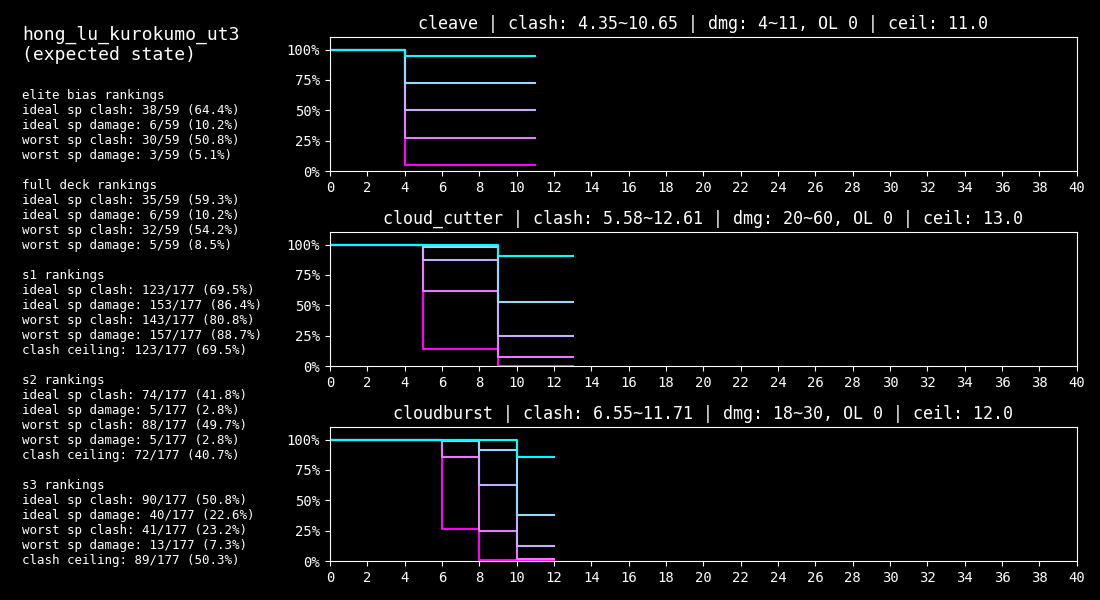 hong_lu_kurokumo_ut3
(expected state)
elite bias rankings
ideal sp clash: 38/59 (64.4%)
ideal sp damage: 6/59 (10.2%)
worst sp clash: 30/59 (50.8%)
worst sp damage: 3/59 (5.1%)
full deck rankings
ideal sp clash: 35/59 (59.3%)
ideal sp damage: 6/59 (10.2%)
worst sp clash: 32/59 (54.2%)
worst sp damage: 5/59 (8.5%)
s1 rankings
ideal sp clash: 123/177 (69.5%)
ideal sp damage: 153/177 (86.4%)
worst sp clash: 143/177 (80.8%)
worst sp damage: 157/177 (88.7%)
clash ceiling: 123/177 (69.5%)
s2 rankings
ideal sp clash: 74/177 (41.8%)
ideal sp damage: 5/177 (2.8%)
worst sp clash: 88/177 (49.7%)
worst sp damage: 5/177 (2.8%)
clash ceiling: 72/177 (40.7%)
s3 rankings
ideal sp clash: 90/177 (50.8%)
ideal sp damage: 40/177 (22.6%)
worst sp clash: 41/177 (23.2%)
worst sp damage: 13/177 (7.3%)
clash ceiling: 89/177 (50.3%)
cleave | clash: 4.35~10.65 | dmg: 4~11, OL 0 | ceil: 11.0
100%
75%
50%
25%
0%
0 2 4 6 8 10 12 14 16 18 20 22 24 26 28 30 32 34 36 38 40
cloud_cutter | clash: 5.58~12.61 | dmg: 20~60, OL 0 | ceil: 13.0
100%
75%
50%
25%
0%
0 2 4 6 8 10 12 14 16 18 20 22 24 26 28 30 32 34 36 38 40
cloudburst | clash: 6.55~11.71 | dmg: 18~30, OL 0 | ceil: 12.0
100%
75%
50%
25%
0%
0 2 4 6 8 10 12 14 16 18 20 22 24 26 28 30 32 34 36 38 40